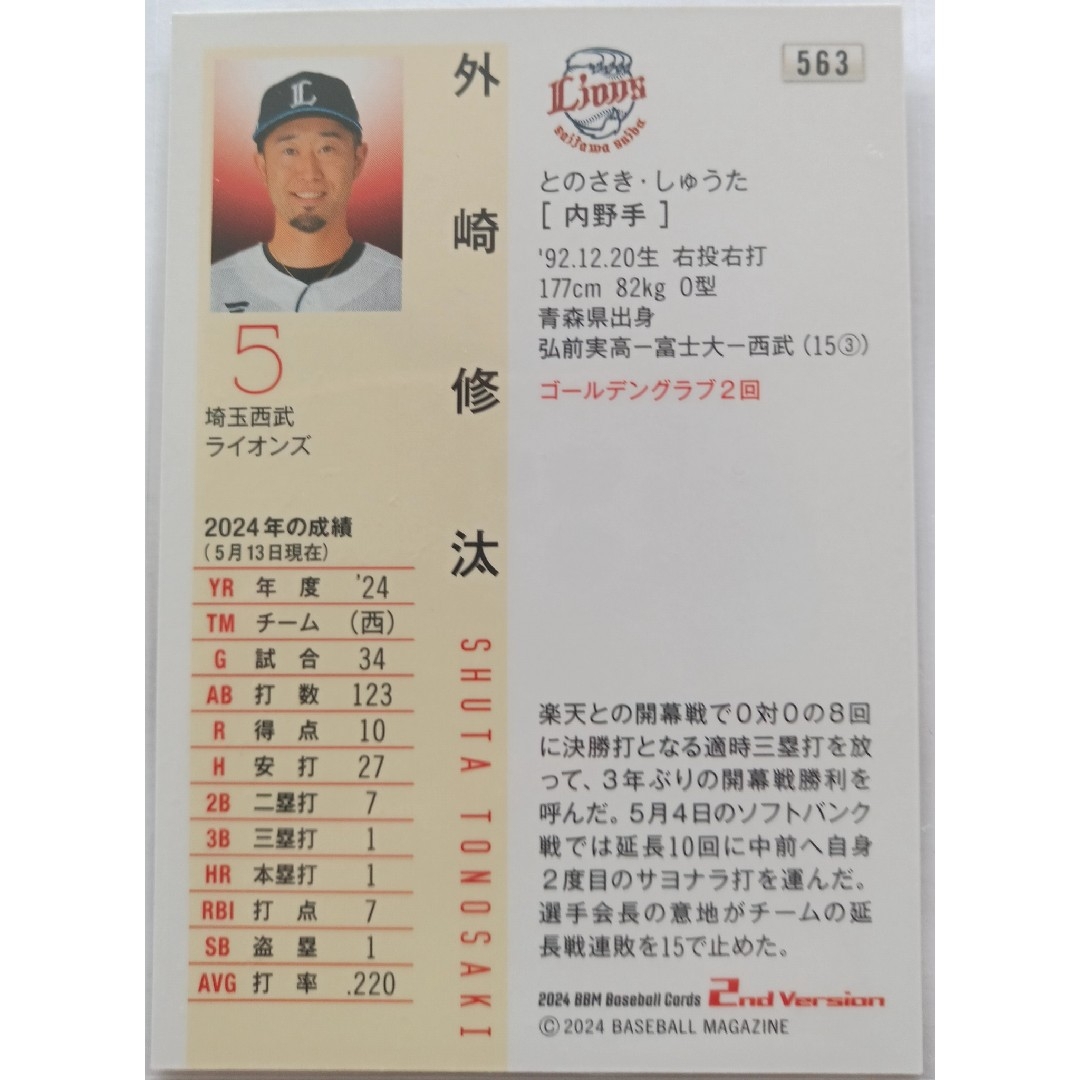 外崎修汰
SHUTA TONOSAKI
L
5
埼玉西武
ライオンズ
2024年の成績
(5月13日現在)
YR 年度 '24
TM チーム (西)
G 試合 34
AB 打数 123
R 得点 10
H 安打 27
2B 二塁打 7
3B 三塁打 1
HR 本塁打 1
RBI 打点 7
SB 盗塁 1
AVG 打率 .220
Lions
saitama seibu
563
とのさき・しゅうた
[ 内野手 ]
'92.12.20生 右投右打
177cm 82kg O型
青森県出身
弘前実高ー富士大ー西武(15③)
ゴールデングラブ2回
楽天との開幕戦で0対0の8回
に決勝打となる適時三塁打を放
って、3年ぶりの開幕戦勝利を
呼んだ。5月4日のソフトバンク
戦では延長10回に中前へ自身
2度目のサヨナラ打を運んだ。
選手会長の意地がチームの延
長戦連敗を15で止めた。
2024 BBM Baseball Cards 2nd Version
©2024 BASEBALL MAGAZINE